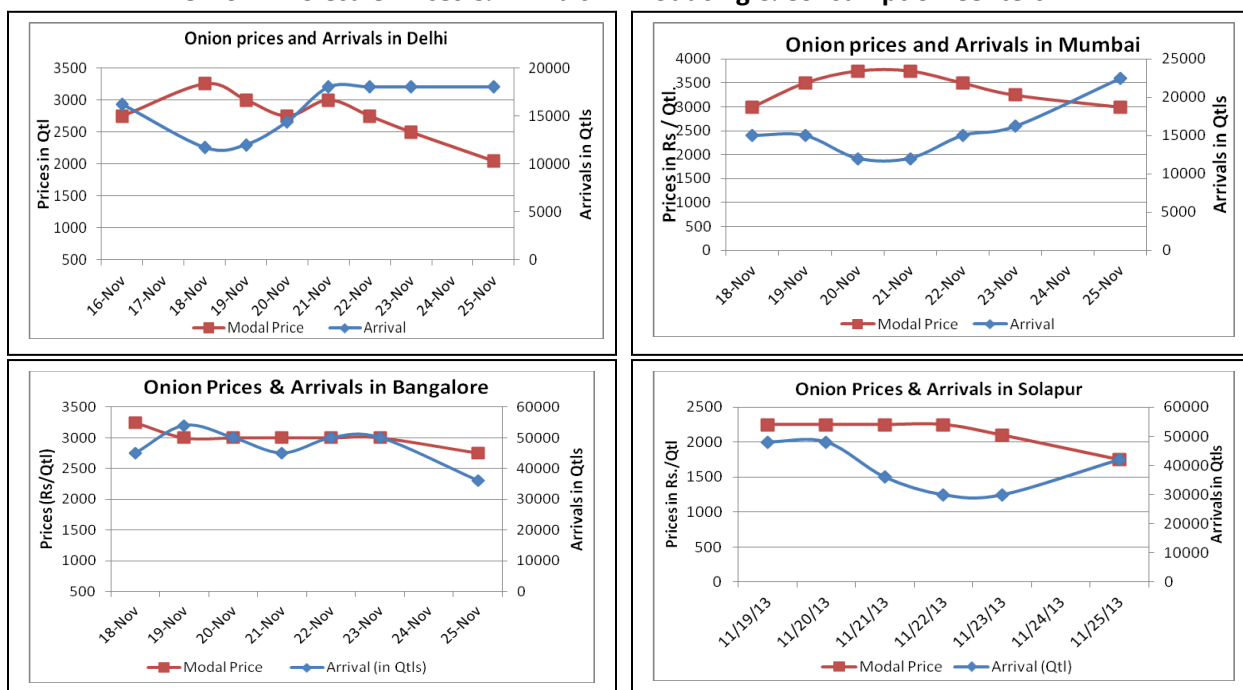 Onion prices and Arrivals in Delhi
3500
3000
2500
2000
1500
1000
500
20000
15000
10000
5000
0
Prices in Qtl
Arrivals in Qtls
16-Nov
17-Nov
18-Nov
19-Nov
20-Nov
21-Nov
22-Nov
23-Nov
24-Nov
25-Nov
Modal Price
Arrival
Onion prices and Arrivals in Mumbai
4000
3500
3000
2500
2000
1500
1000
500
0
25000
20000
15000
10000
5000
0
Prices in Rs / Qtl.
Arrivals in Qtls
18-Nov
19-Nov
20-Nov
21-Nov
22-Nov
23-Nov
24-Nov
25-Nov
Modal Price
Arrival
Onion Prices & Arrivals in Bangalore
3500
3000
2500
2000
1500
1000
500
60000
50000
40000
30000
20000
10000
0
Prices (Rs/Qtl)
Arrivals in Qtls
18-Nov
19-Nov
20-Nov
21-Nov
22-Nov
23-Nov
24-Nov
25-Nov
Modal Price
Arrival (in Qtls)
Onion Prices & Arrivals in Solapur
2500
2000
1500
1000
500
0
60000
50000
40000
30000
20000
10000
0
Prices in Rs./Qtl
Arrivals in Qtls
11/19/13
11/20/13
11/21/13
11/22/13
11/23/13
11/24/13
11/25/13
Modal Price
Arrival (Qtl)